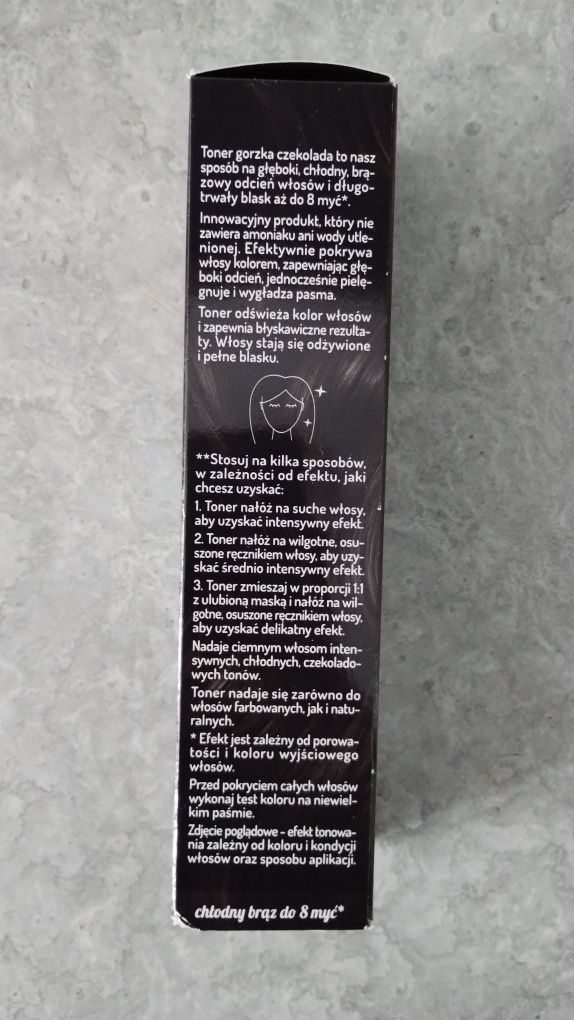 Toner gorzka czekolada to nasz
sposób na głęboki, chłodny, brą-
zowy odcień włosów i długo-
trwały blask aż do 8 myć*.
Innowacyjny produkt, który nie
zawiera amoniaku ani wody utle-
nionej. Efektywnie pokrywa
włosy kolorem, zapewniając głę-
boki odcień, jednocześnie pielę-
gnuje i wygładza pasma.
Toner odświeża kolor włosów
i zapewnia błyskawiczne rezulta-
ty. Włosy stają się odżywione
i pełne blasku.
**Stosuj na kilka sposobów,
w zależności od efektu, jaki
chcesz uzyskać:
1. Toner nałóż na suche włosy,
aby uzyskać intensywny efekt.
2. Toner nałóż na wilgotne, osu-
szone ręcznikiem włosy, aby uzy-
skać średnio intensywny efekt.
3. Toner zmieszaj w proporcji 1:1
z ulubioną maską i nałóż na wil-
gotne, osuszone ręcznikiem włosy,
aby uzyskać delikatny efekt.
Nadaje ciemnym włosom inten-
sywnych, chłodnych, czekolado-
wych tonów.
Toner nadaje się zarówno do
włosów farbowanych, jak i natu-
ralnych.
* Efekt jest zależny od porowa-
tości i koloru wyjściowego
włosów.
Przed pokryciem całych włosów
wykonaj test koloru na niewiel-
kim paśmie.
Zdjęcie poglądowe – efekt tonowa-
nia zależny od koloru i kondycji
włosów oraz sposobu aplikacji.
chłodny brąz do 8 myć*